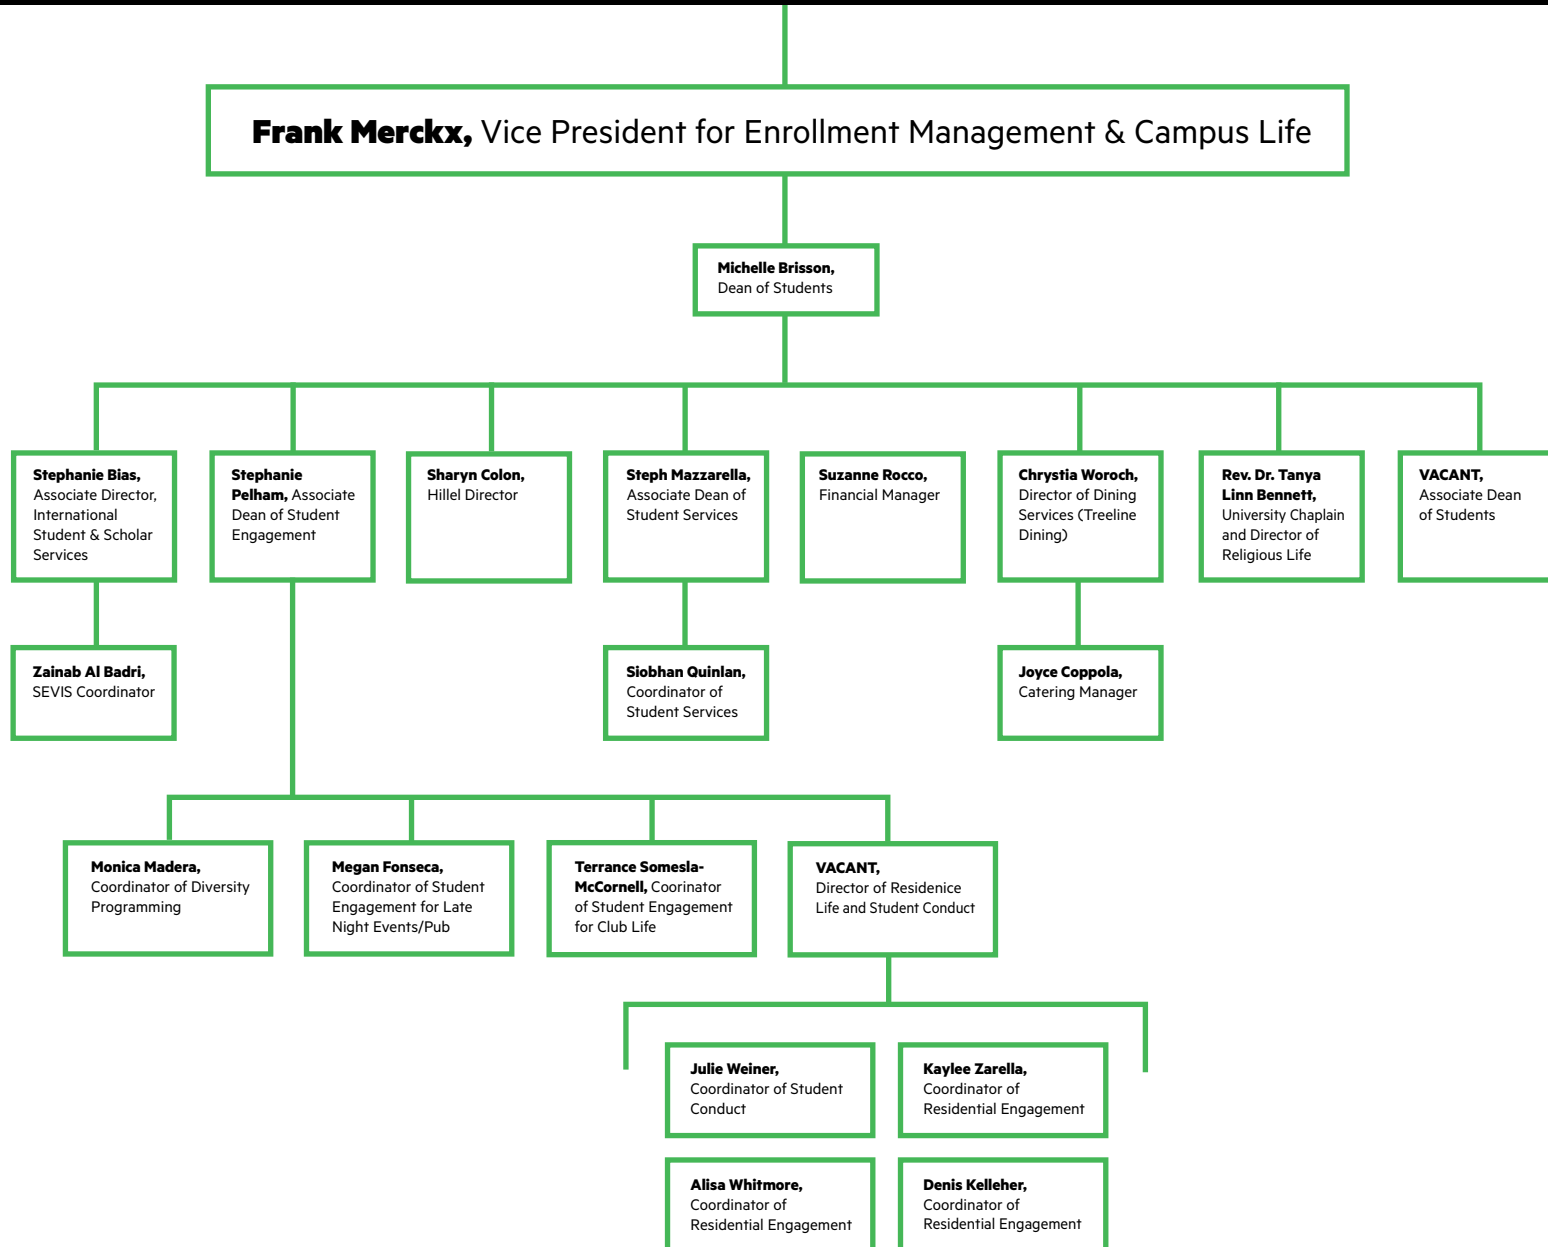 Frank Merckx, Vice President for Enrollment Management & Campus Life
Michelle Brisson,
Dean of Students
Stephanie Bias,
Associate Director,
International
Student & Scholar
Services
Stephanie
Pelham, Associate
Dean of Student
Engagement
Sharyn Colon,
Hillel Director
Steph Mazzarella,
Associate Dean of
Student Services
Suzanne Rocco,
Financial Manager
Chrystia Woroch,
Director of Dining
Services (Treeline
Dining)
Rev. Dr. Tanya
Linn Bennett,
University Chaplain
and Director of
Religious Life
VACANT,
Associate Dean
of Students
Zainab Al Badri,
SEVIS Coordinator
Siobhan Quinlan,
Coordinator of
Student Services
Joyce Coppola,
Catering Manager
Monica Madera,
Coordinator of Diversity
Programming
Megan Fonseca,
Coordinator of Student
Engagement for Late
Night Events/Pub
Terrance Somesla-
McCornell, Coorinator
of Student Engagement
for Club Life
VACANT,
Director of Residenice
Life and Student Conduct
Julie Weiner,
Coordinator of Student
Conduct
Kaylee Zarella,
Coordinator of
Residential Engagement
Alisa Whitmore,
Coordinator of
Residential Engagement
Denis Kelleher,
Coordinator of
Residential Engagement